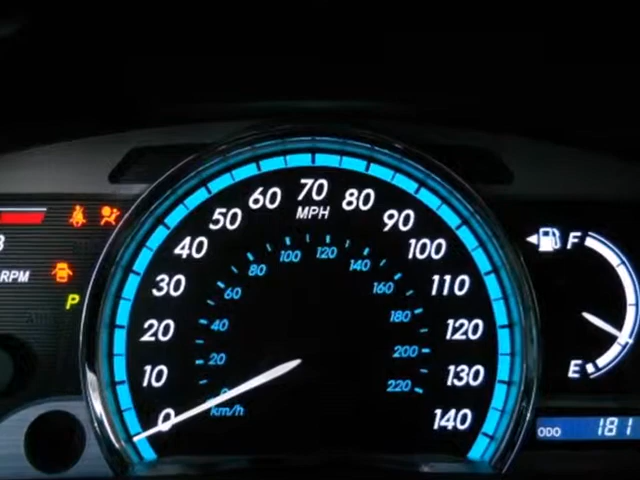 70
60 80
MPH
50 90
40 100
30 110
20 120
10 130
0 140
120
100 140
80 160
60 180
40 200
20 220
0
km/h
RPM
P
F
E
ODO 181